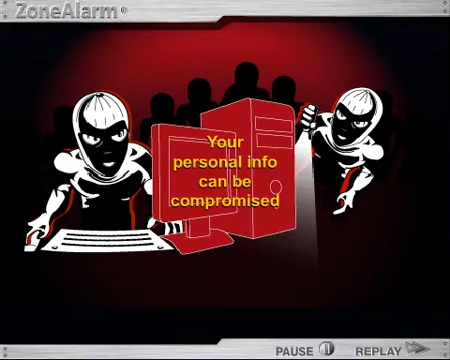 ZoneAlarm®
Your
personal info
can be
compromised
PAUSE
REPLAY